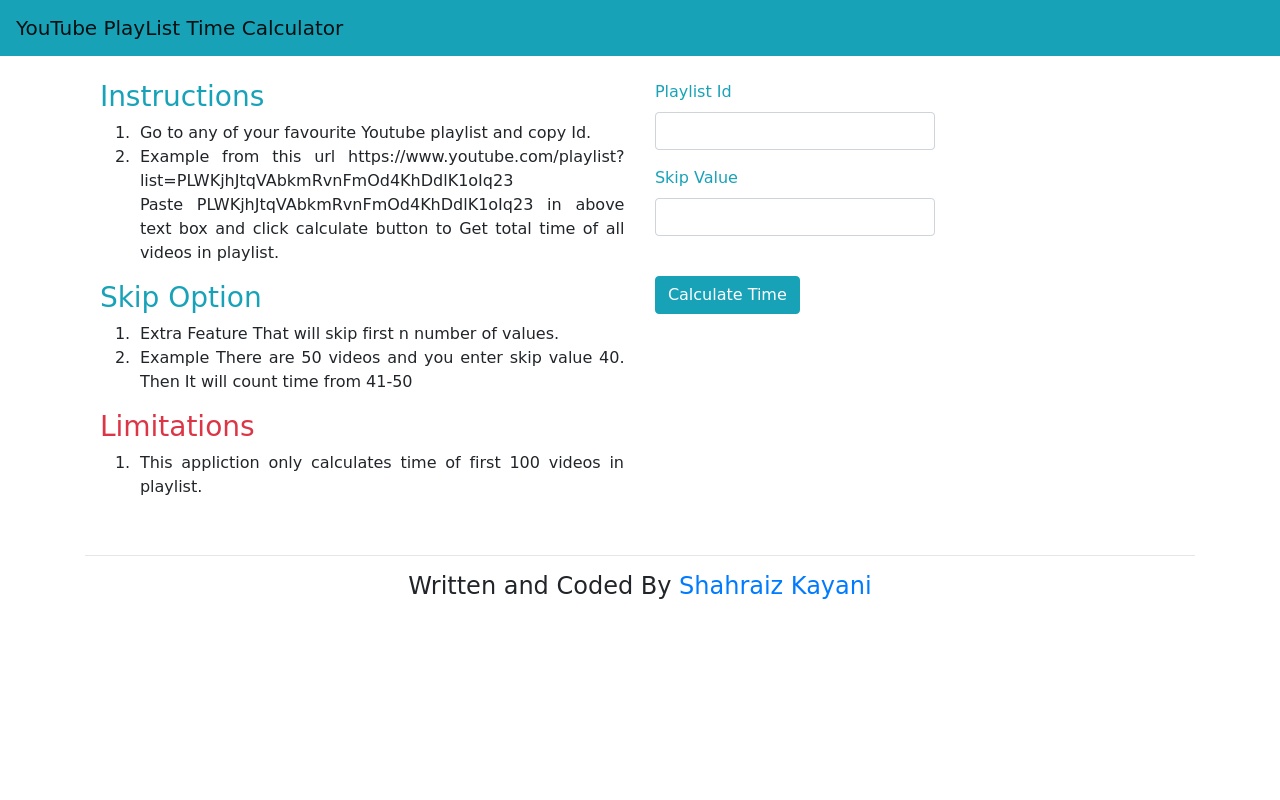 YouTube PlayList Time Calculator
Instructions
1. Go to any of your favourite Youtube playlist and copy Id.
2. Example from this url https://www.youtube.com/playlist?
list=PLWKjhJtqVAbkmRvnFmOd4KhDdlK1oIq23
Paste PLWKjhJtqVAbkmRvnFmOd4KhDdlK1oIq23 in above
text box and click calculate button to Get total time of all
videos in playlist.
Skip Option
1. Extra Feature That will skip first n number of values.
2. Example There are 50 videos and you enter skip value 40.
Then It will count time from 41-50
Limitations
1. This appliction only calculates time of first 100 videos in
playlist.
Playlist Id
Skip Value
Calculate Time
Written and Coded By Shahraiz Kayani